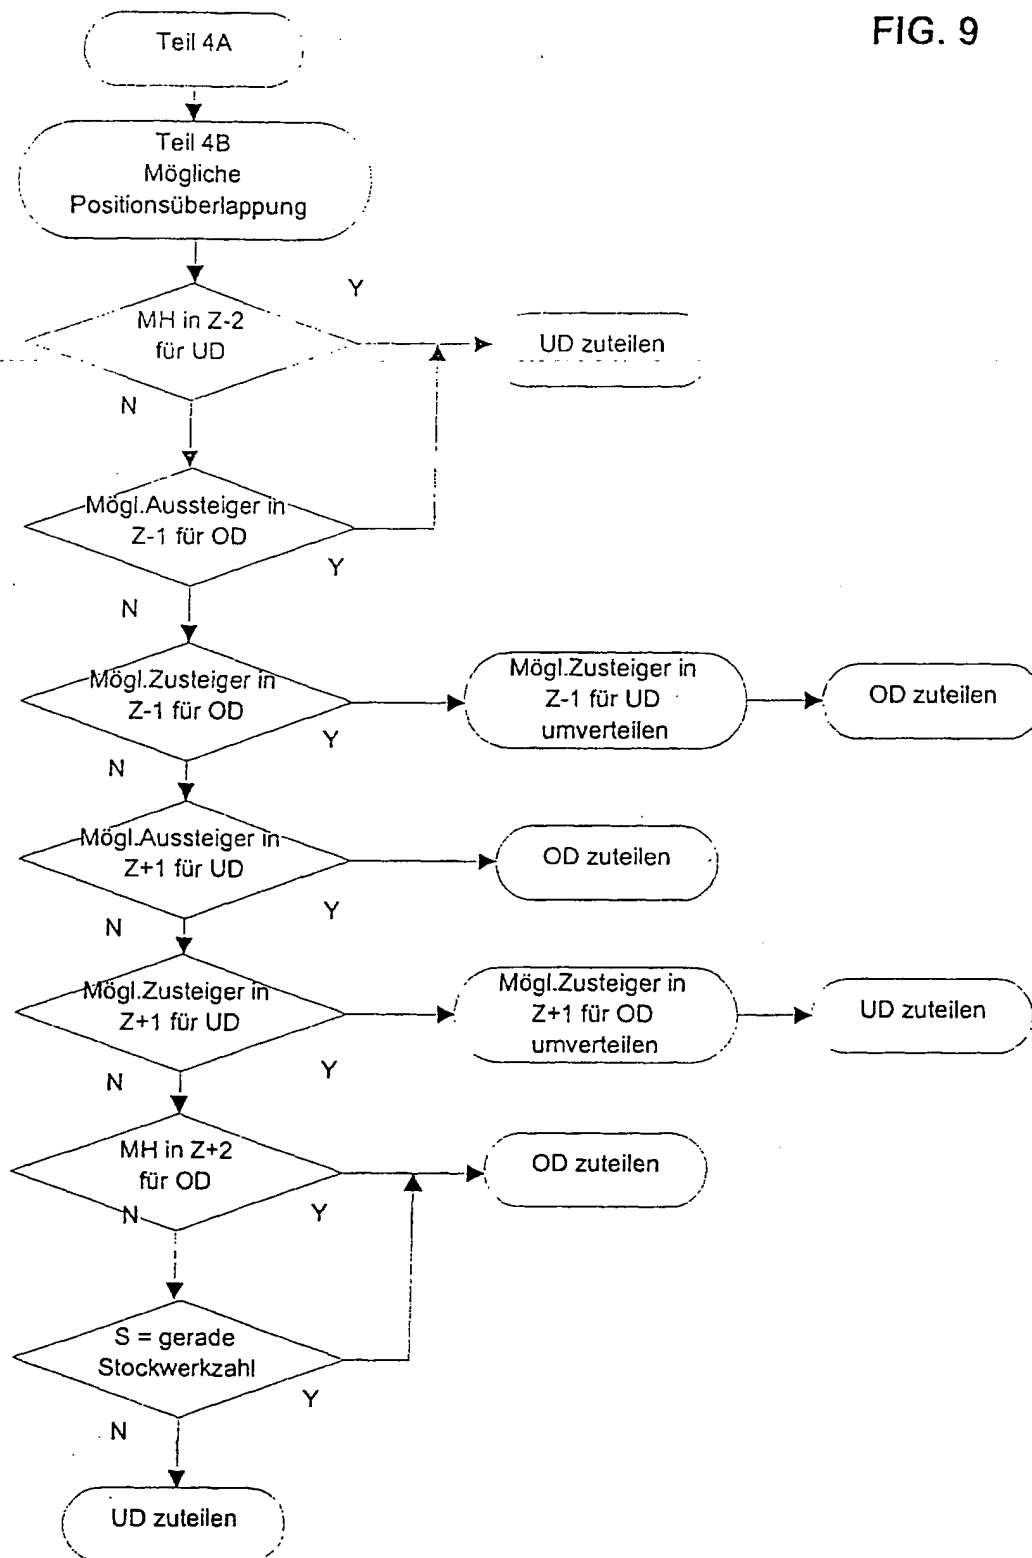 FIG. 9
Teil 4A
Teil 4B
Mögliche
Positionsüberlappung
Y
MH in Z-2
für UD
UD zuteilen
N
Mögl.Aussteiger in
Z-1 für OD
Y
N
Mögl.Zusteiger in
Z-1 für OD
Mögl.Zusteiger in
Z-1 für UD
umverteilen
OD zuteilen
Y
N
Mögl.Aussteiger in
Z+1 für UD
OD zuteilen
Y
N
Mögl.Zusteiger in
Z+1 für UD
Mögl.Zusteiger in
Z+1 für OD
umverteilen
UD zuteilen
Y
N
MH in Z+2
für OD
OD zuteilen
N
Y
S = gerade
Stockwerkzahl
Y
N
UD zuteilen